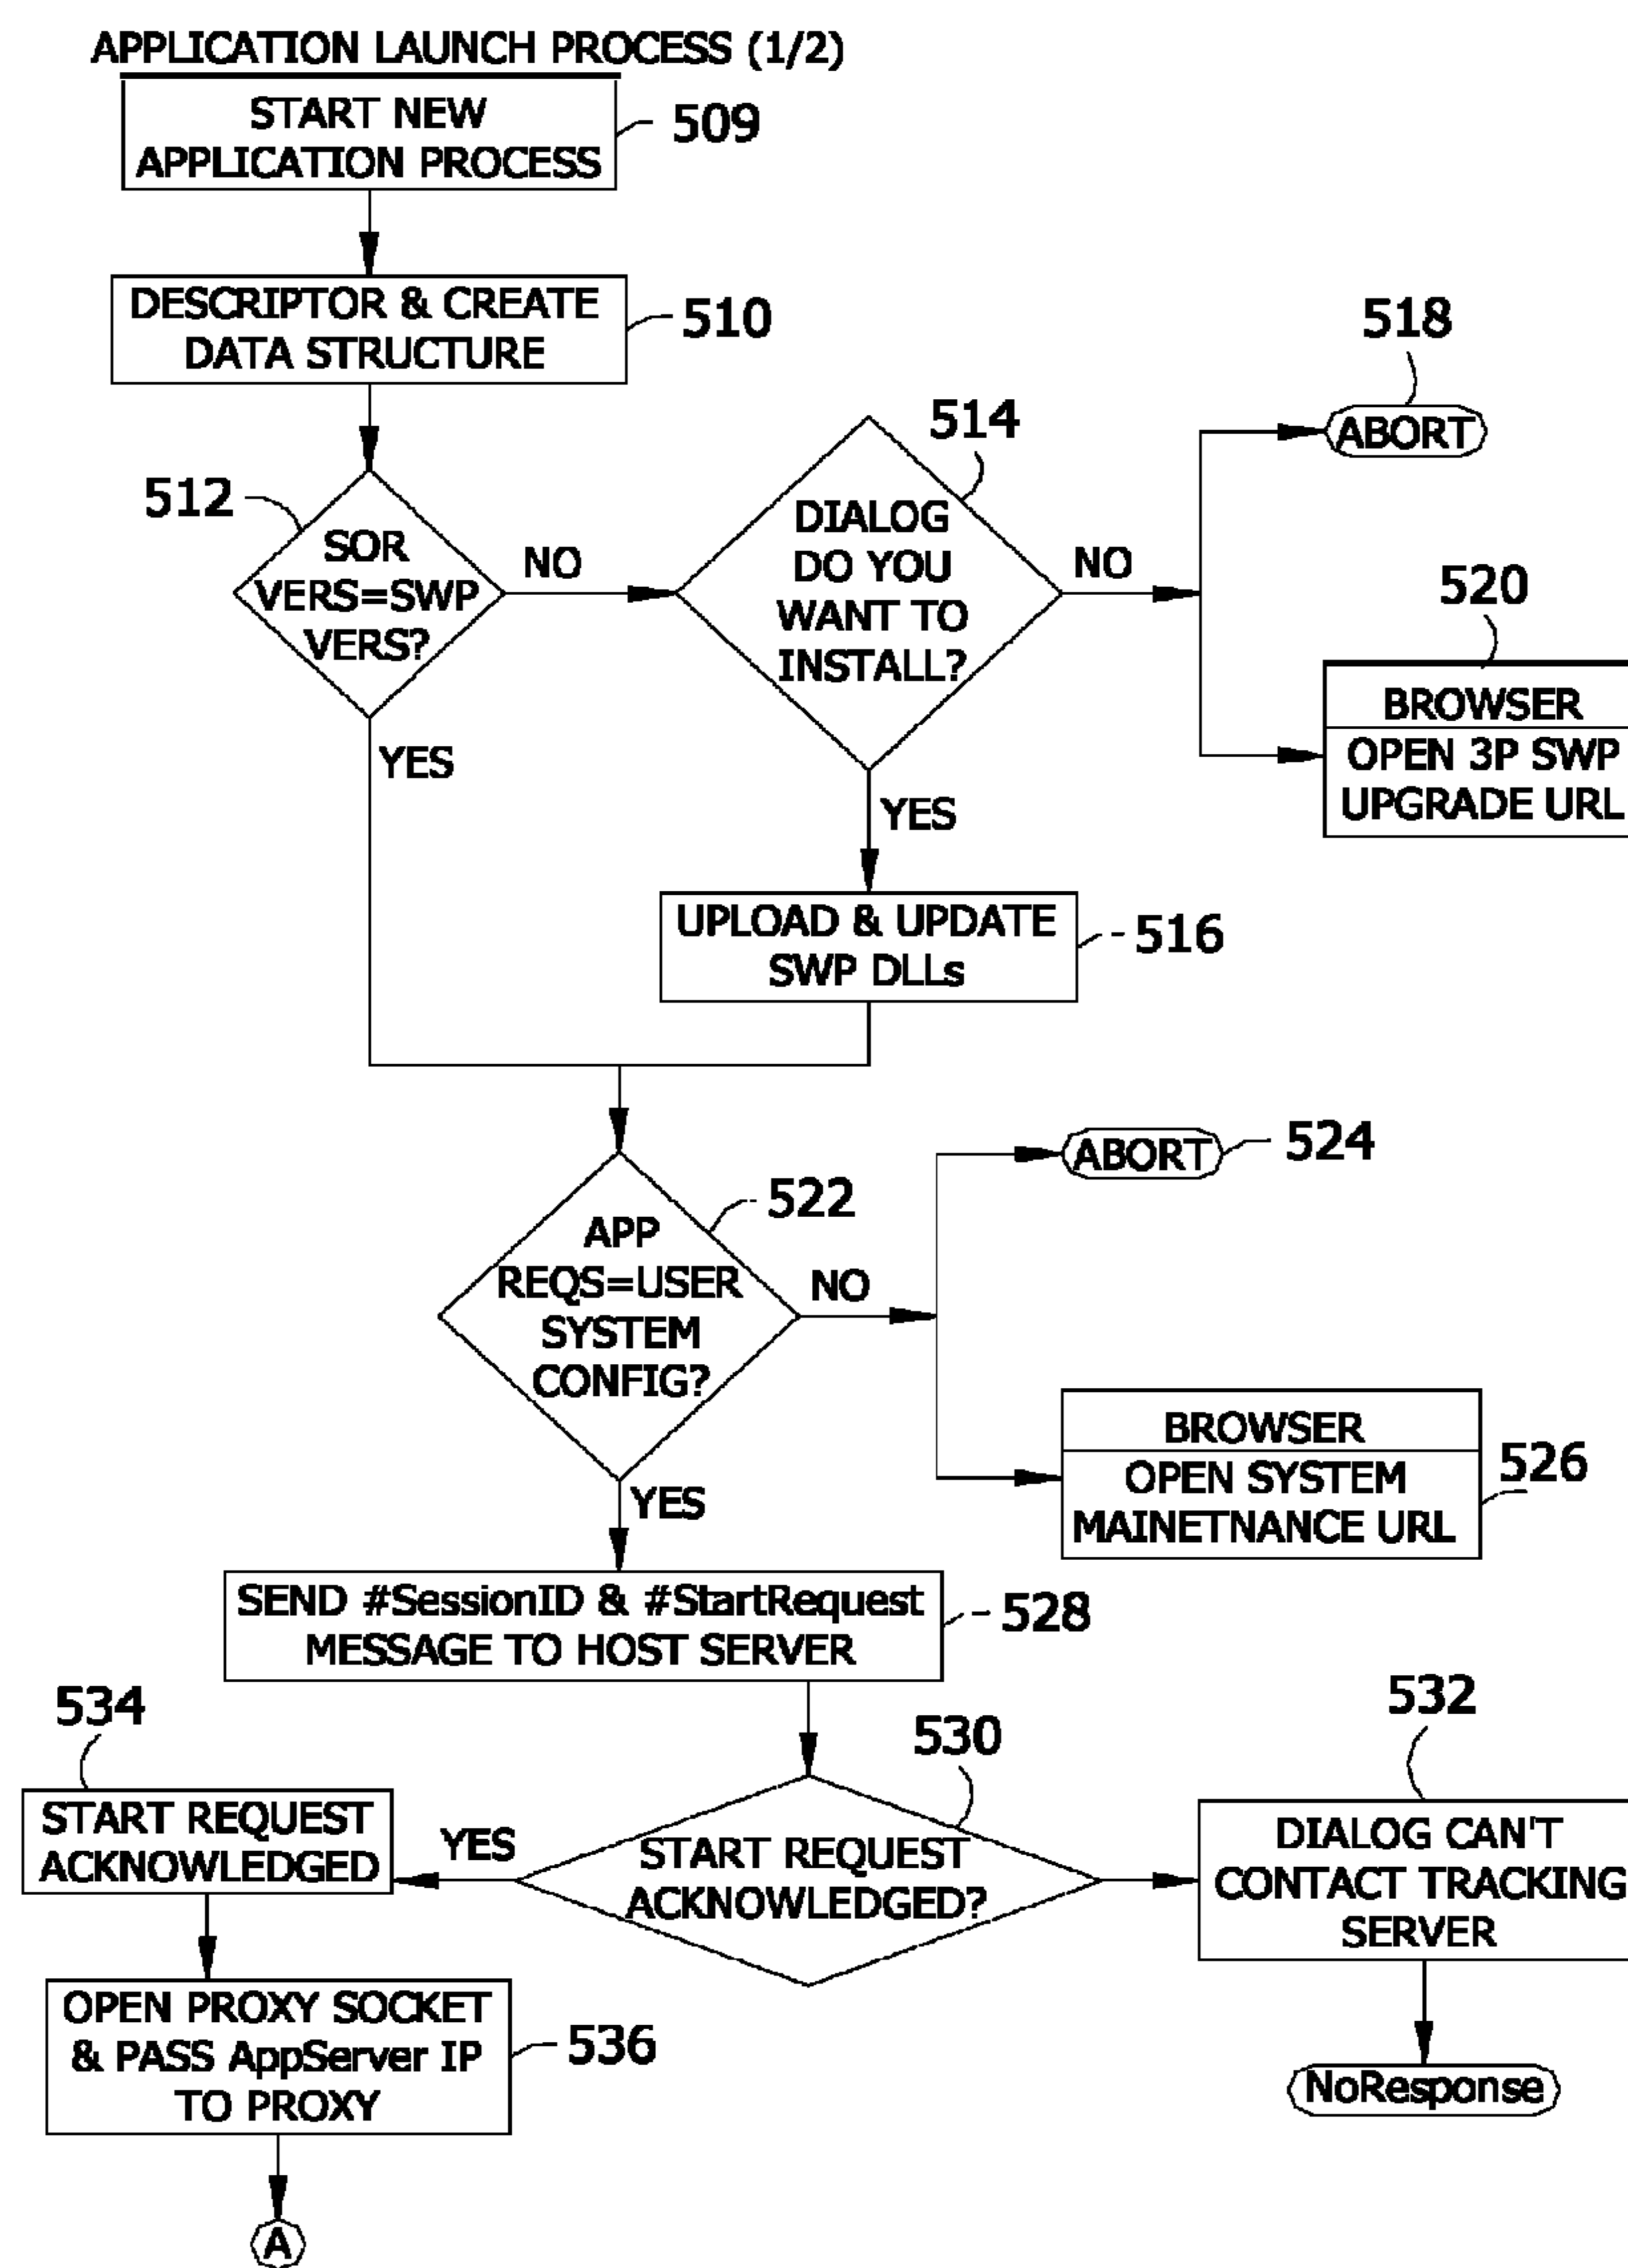 APPLICATION LAUNCH PROCESS (1/2)
START NEW
APPLICATION PROCESS
509
DESCRIPTOR & CREATE
DATA STRUCTURE
510
512
SOR
VERS=SWP
VERS?
NO
YES
514
DIALOG
DO YOU
WANT TO
INSTALL?
NO
YES
518
ABORT
520
BROWSER
OPEN 3P SWP
UPGRADE URL
UPLOAD & UPDATE
SWP DLLs
516
522
APP
REQS=USER
SYSTEM
CONFIG?
NO
YES
ABORT
524
BROWSER
OPEN SYSTEM
MAINETNANCE URL
526
SEND #SessionID & #StartRequest
MESSAGE TO HOST SERVER
528
530
START REQUEST
ACKNOWLEDGED?
YES
532
DIALOG CAN'T
CONTACT TRACKING
SERVER
NoResponse
534
START REQUEST
ACKNOWLEDGED
OPEN PROXY SOCKET
& PASS AppServer IP
TO PROXY
536
A